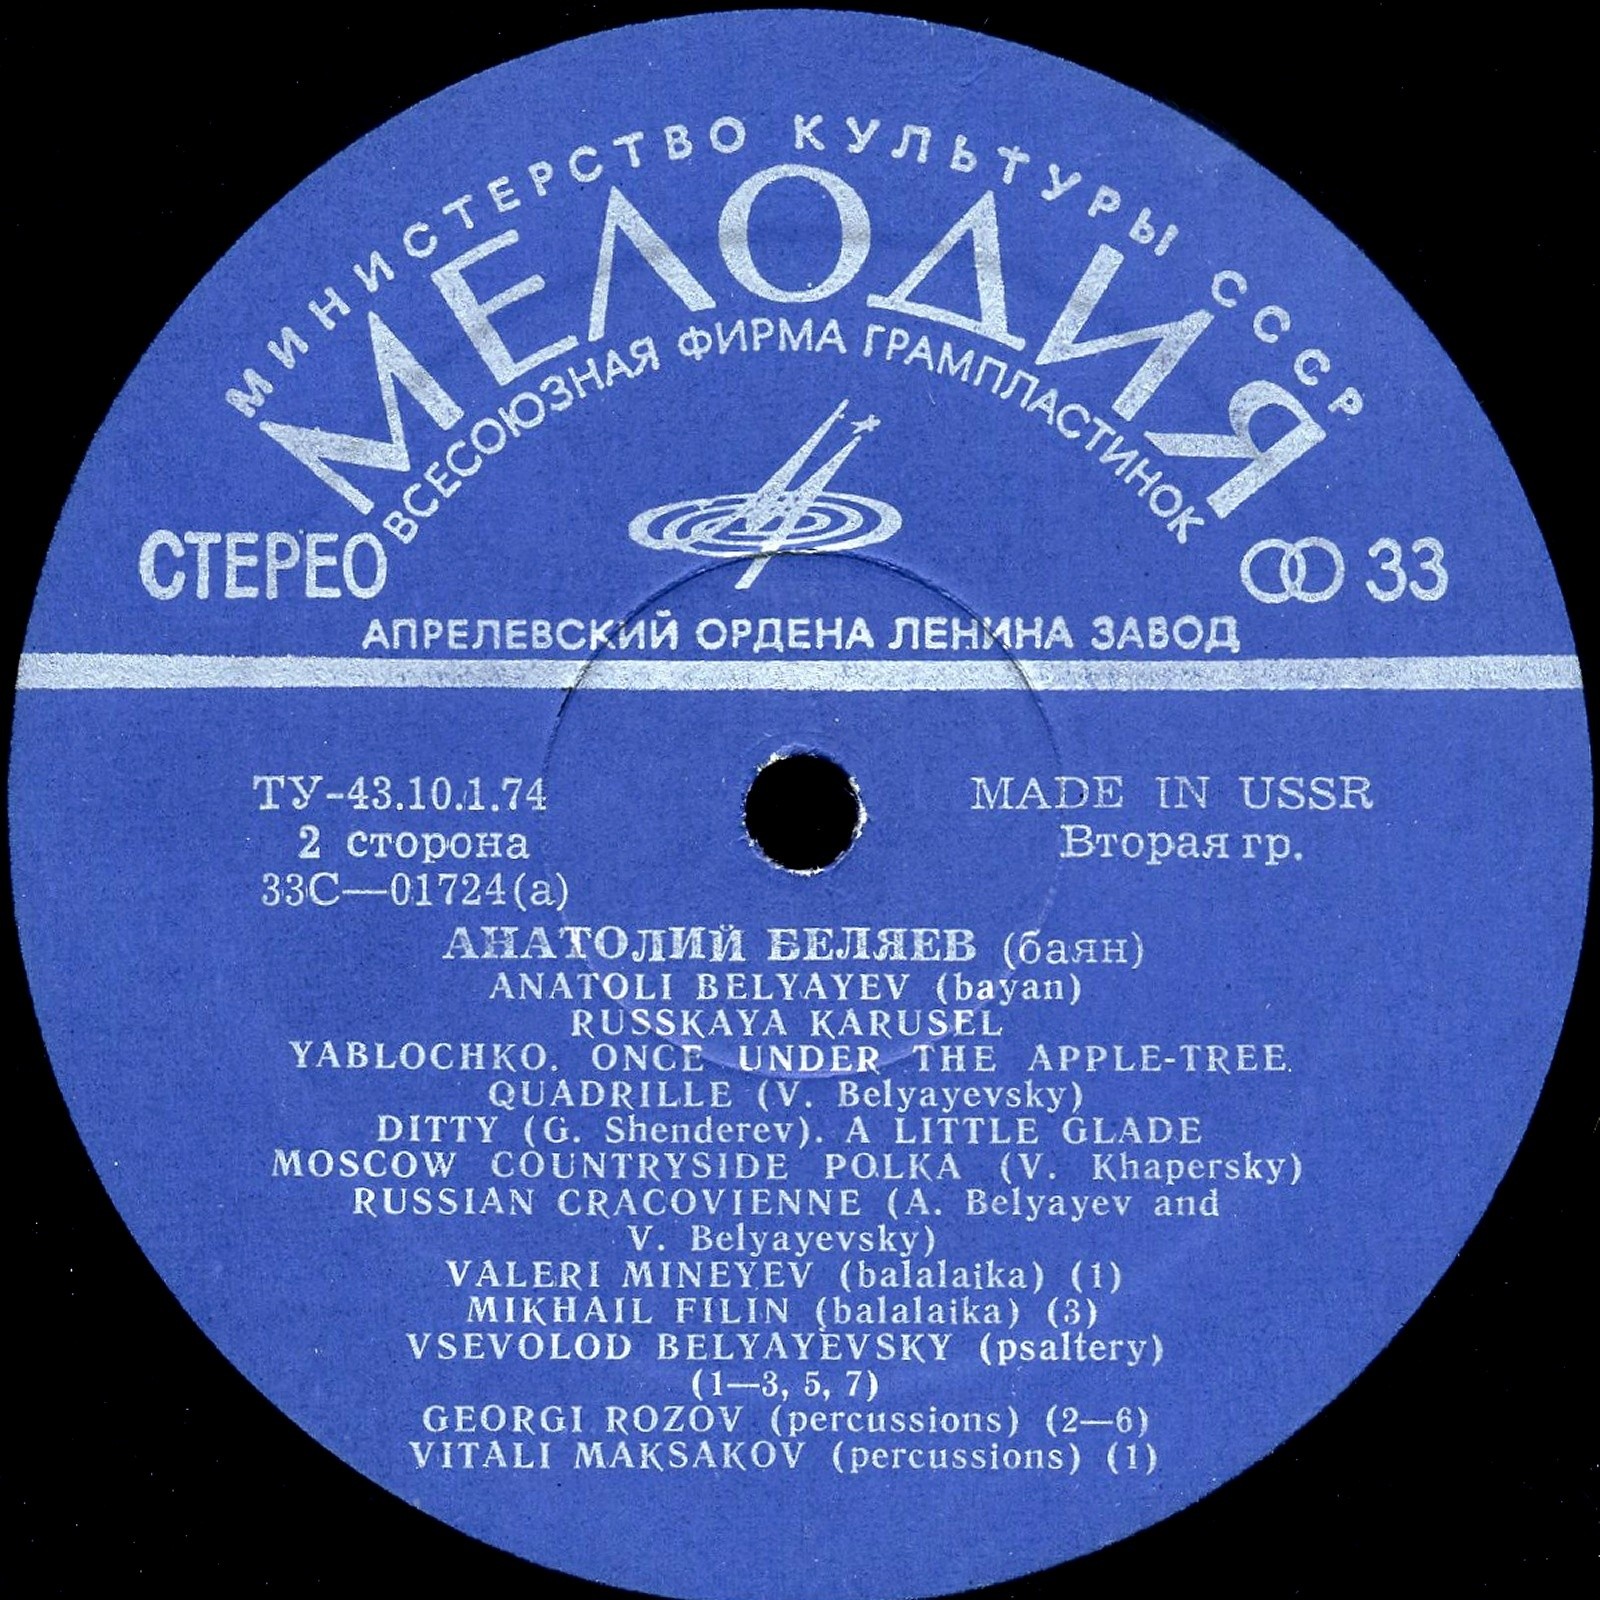 МИНИСТЕРСТВО КУЛЬТУРЫ СССР
МЕЛОДИЯ
ВСЕСОЮЗНАЯ ФИРМА ГРАМПЛАСТИНОК
СТЕРЕО
33
АПРЕЛЕВСКИЙ ОРДЕНА ЛЕНИНА ЗАВОД
ТУ-43.10.1.74
MADE IN USSR
2 сторона
Вторая гр.
33С—01724(а)
АНАТОЛИЙ БЕЛЯЕВ (баян)
ANATOLI BELYAYEV (bayan)
RUSSKAYA KARUSEL
YABLOCHKO. ONCE UNDER THE APPLE-TREE.
QUADRILLE (V. Belyayevsky)
DITTY (G. Shenderev). A LITTLE GLADE
MOSCOW COUNTRYSIDE POLKA (V. Khapersky)
RUSSIAN CRACOVIENNE (A. Belyayev and
V. Belyayevsky)
VALERI MINEYEV (balalaika) (1)
MIKHAIL FILIN (balalaika) (3)
VSEVOLOD BELYAYEVSKY (psaltery)
(1—3, 5, 7)
GEORGI ROZOV (percussions) (2—6)
VITALI MAKSAKOV (percussions) (1)